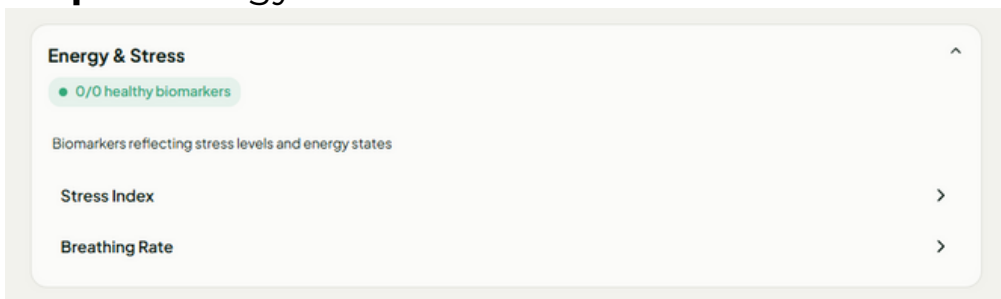 Energy & Stress
0/0 healthy biomarkers
Biomarkers reflecting stress levels and energy states
Stress Index
Breathing Rate